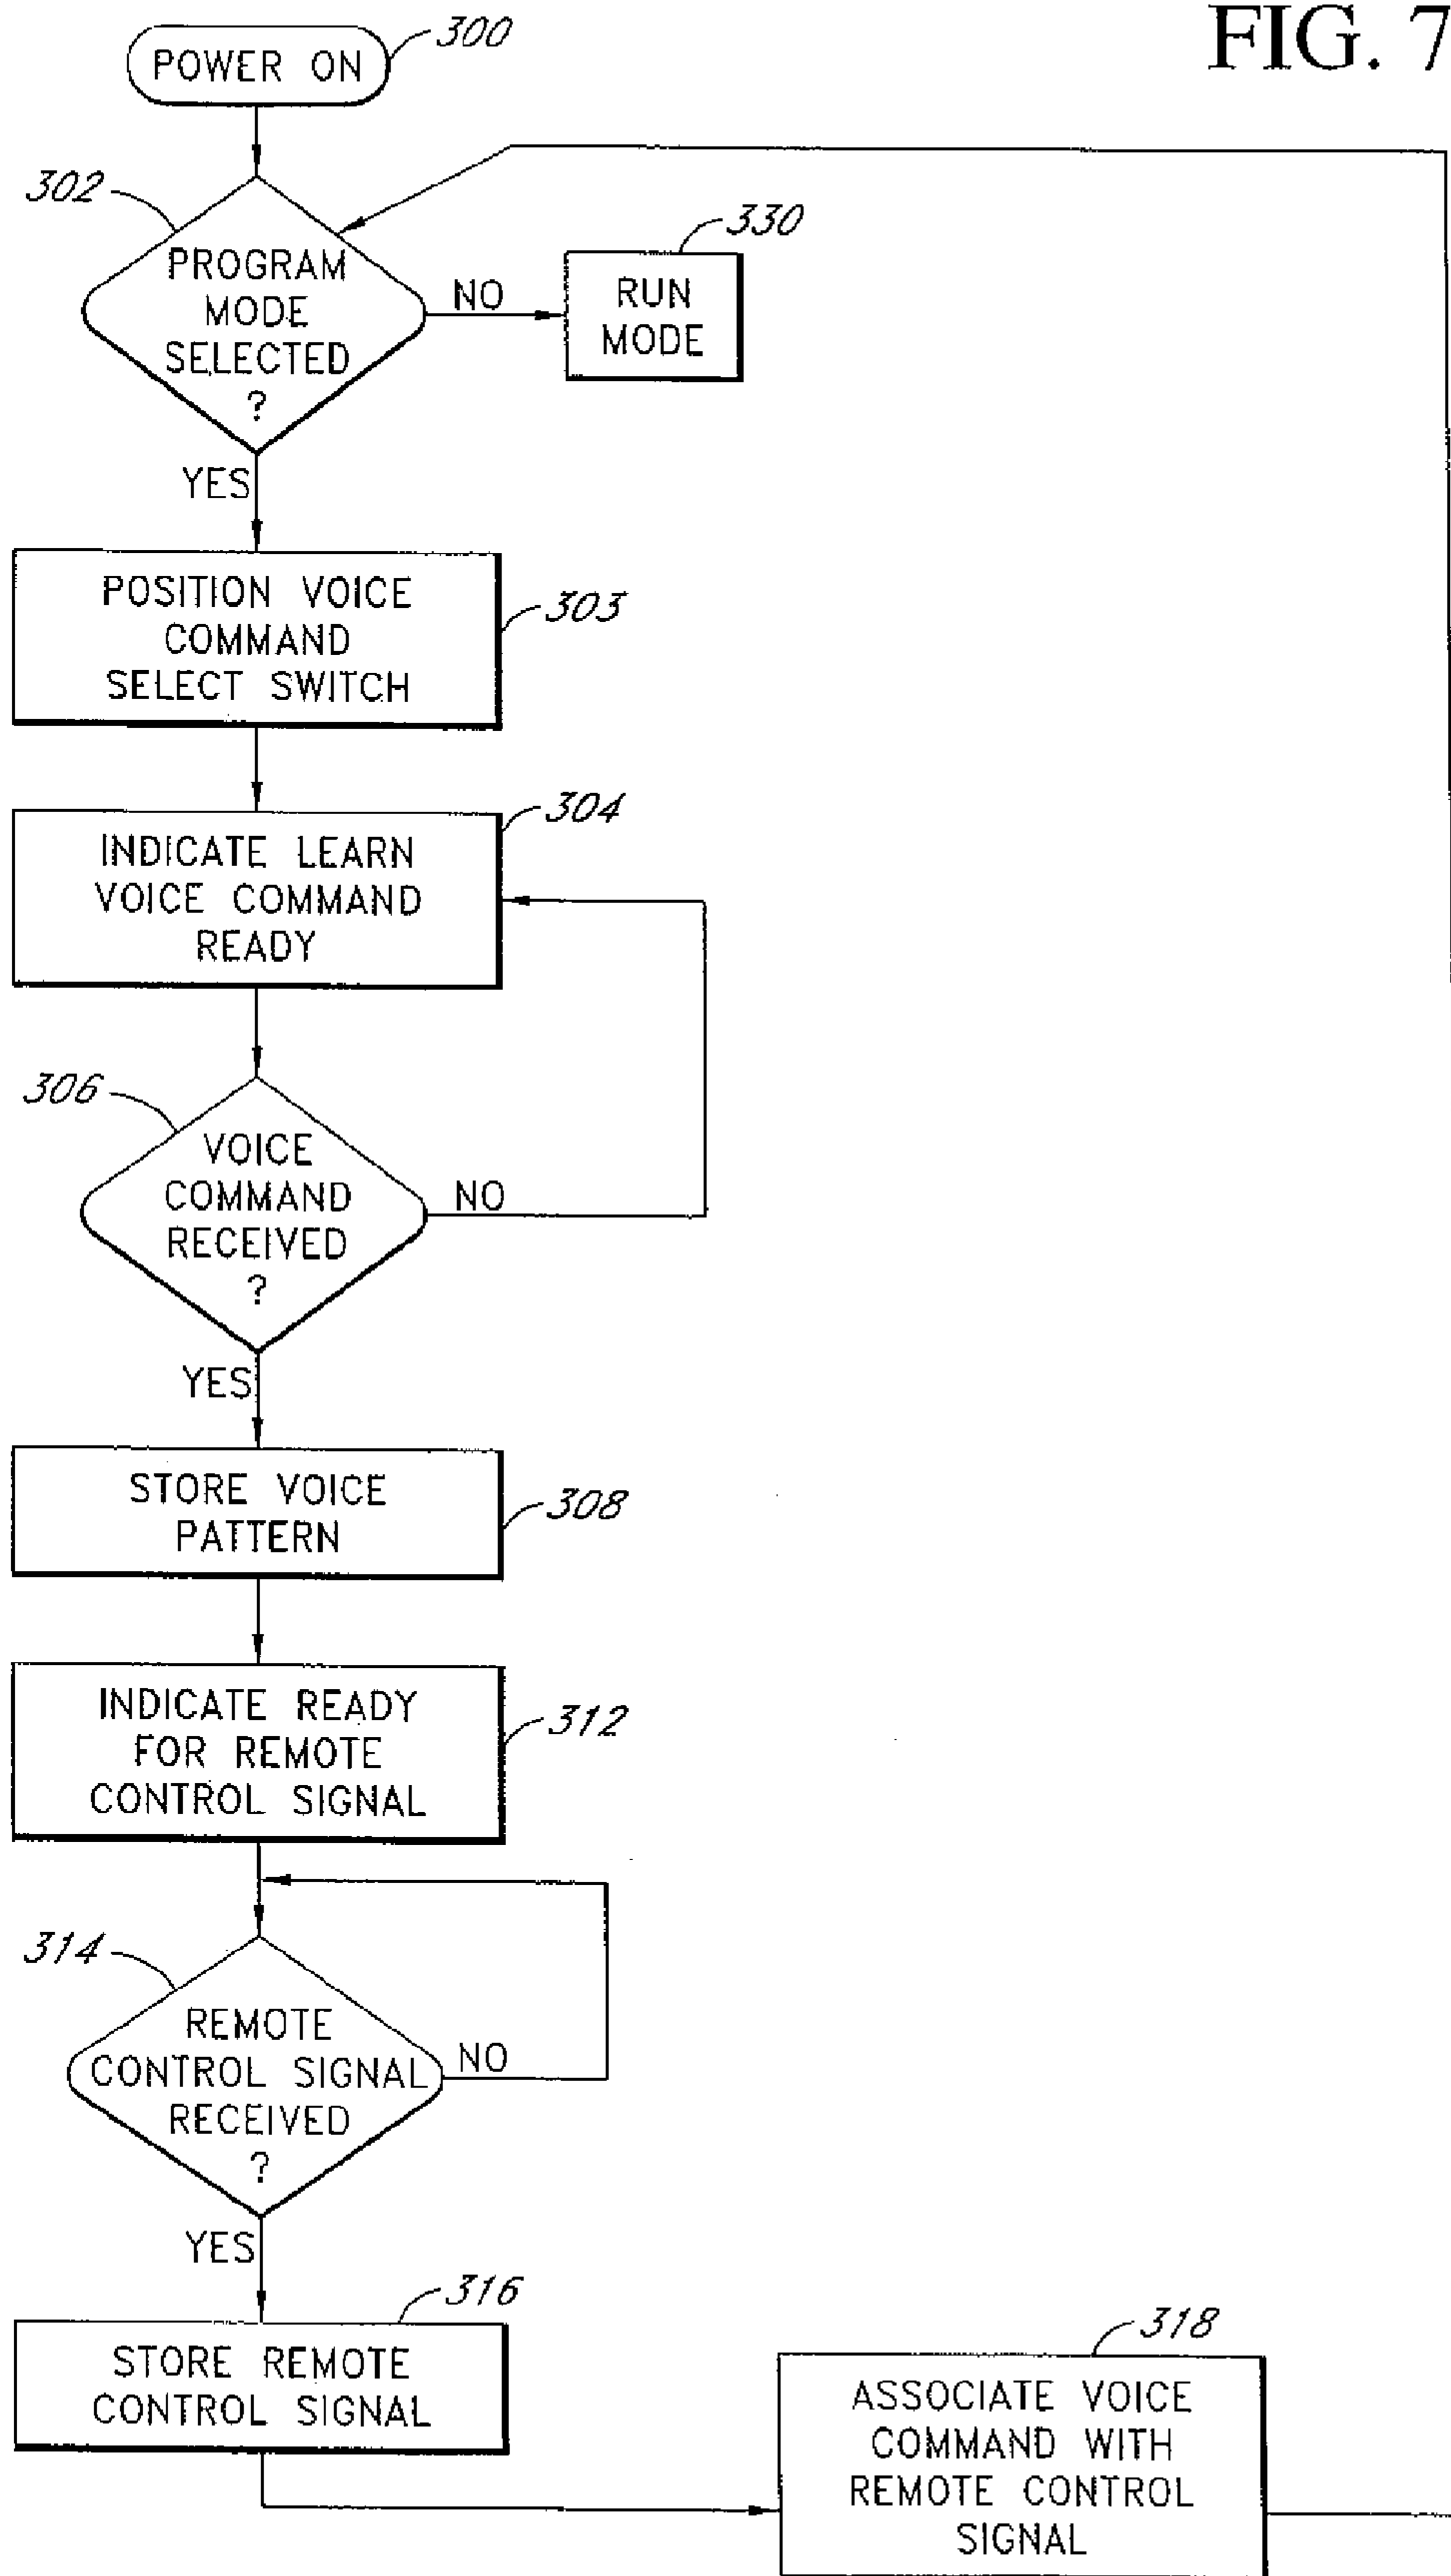 FIG. 7
POWER ON
300
302
PROGRAM
MODE
SELECTED
?
NO
330
RUN
MODE
YES
POSITION VOICE
COMMAND
SELECT SWITCH
303
304
INDICATE LEARN
VOICE COMMAND
READY
306
VOICE
COMMAND
RECEIVED
?
NO
YES
STORE VOICE
PATTERN
308
INDICATE READY
FOR REMOTE
CONTROL SIGNAL
312
314
REMOTE
CONTROL SIGNAL
RECEIVED
?
NO
YES
316
STORE REMOTE
CONTROL SIGNAL
318
ASSOCIATE VOICE
COMMAND WITH
REMOTE CONTROL
SIGNAL